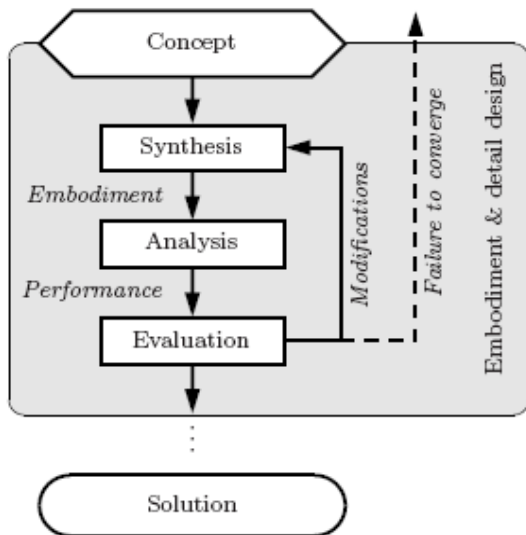 Concept
Synthesis
Embodiment
Analysis
Performance
Evaluation
Modifications
Failure to converge
Embodiment & detail design
Solution